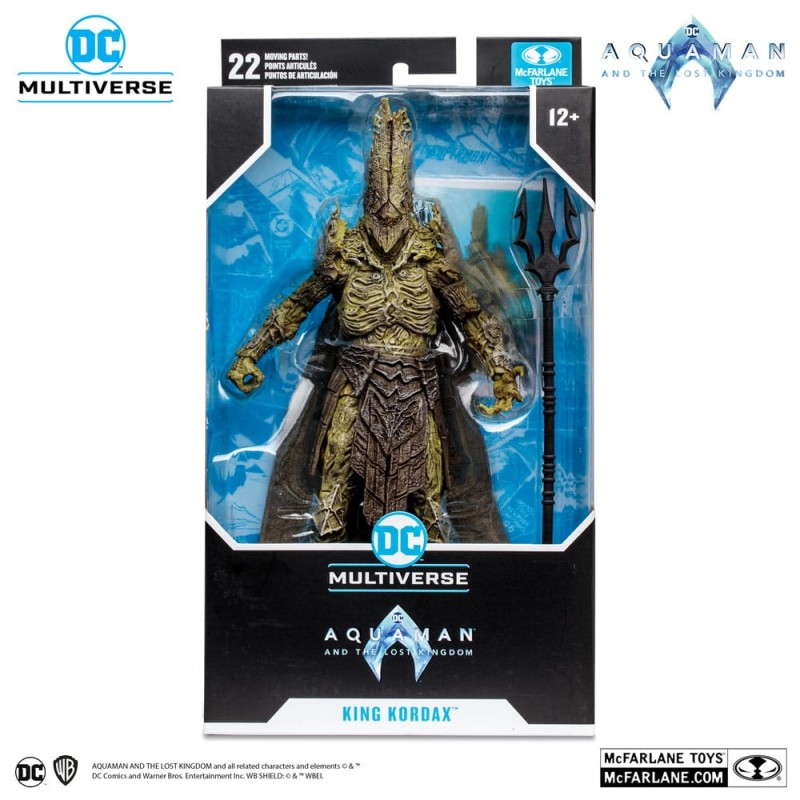 DC
MULTIVERSE
22 MOVING PARTS!
POINTS ARTICULÉS
PUNTOS DE ARTICULACIÓN
McFARLANE
TOYS™
DC
AQUAMAN
AND THE LOST KINGDOM
12+
DC
MULTIVERSE
DC
AQUAMAN
AND THE LOST KINGDOM
KING KORDAX™
DC
WB
AQUAMAN AND THE LOST KINGDOM and all related characters and elements © & ™
DC Comics and Warner Bros. Entertainment Inc. WB SHIELD: © & ™ WBEI.
McFARLANE TOYS™
McFARLANE.COM